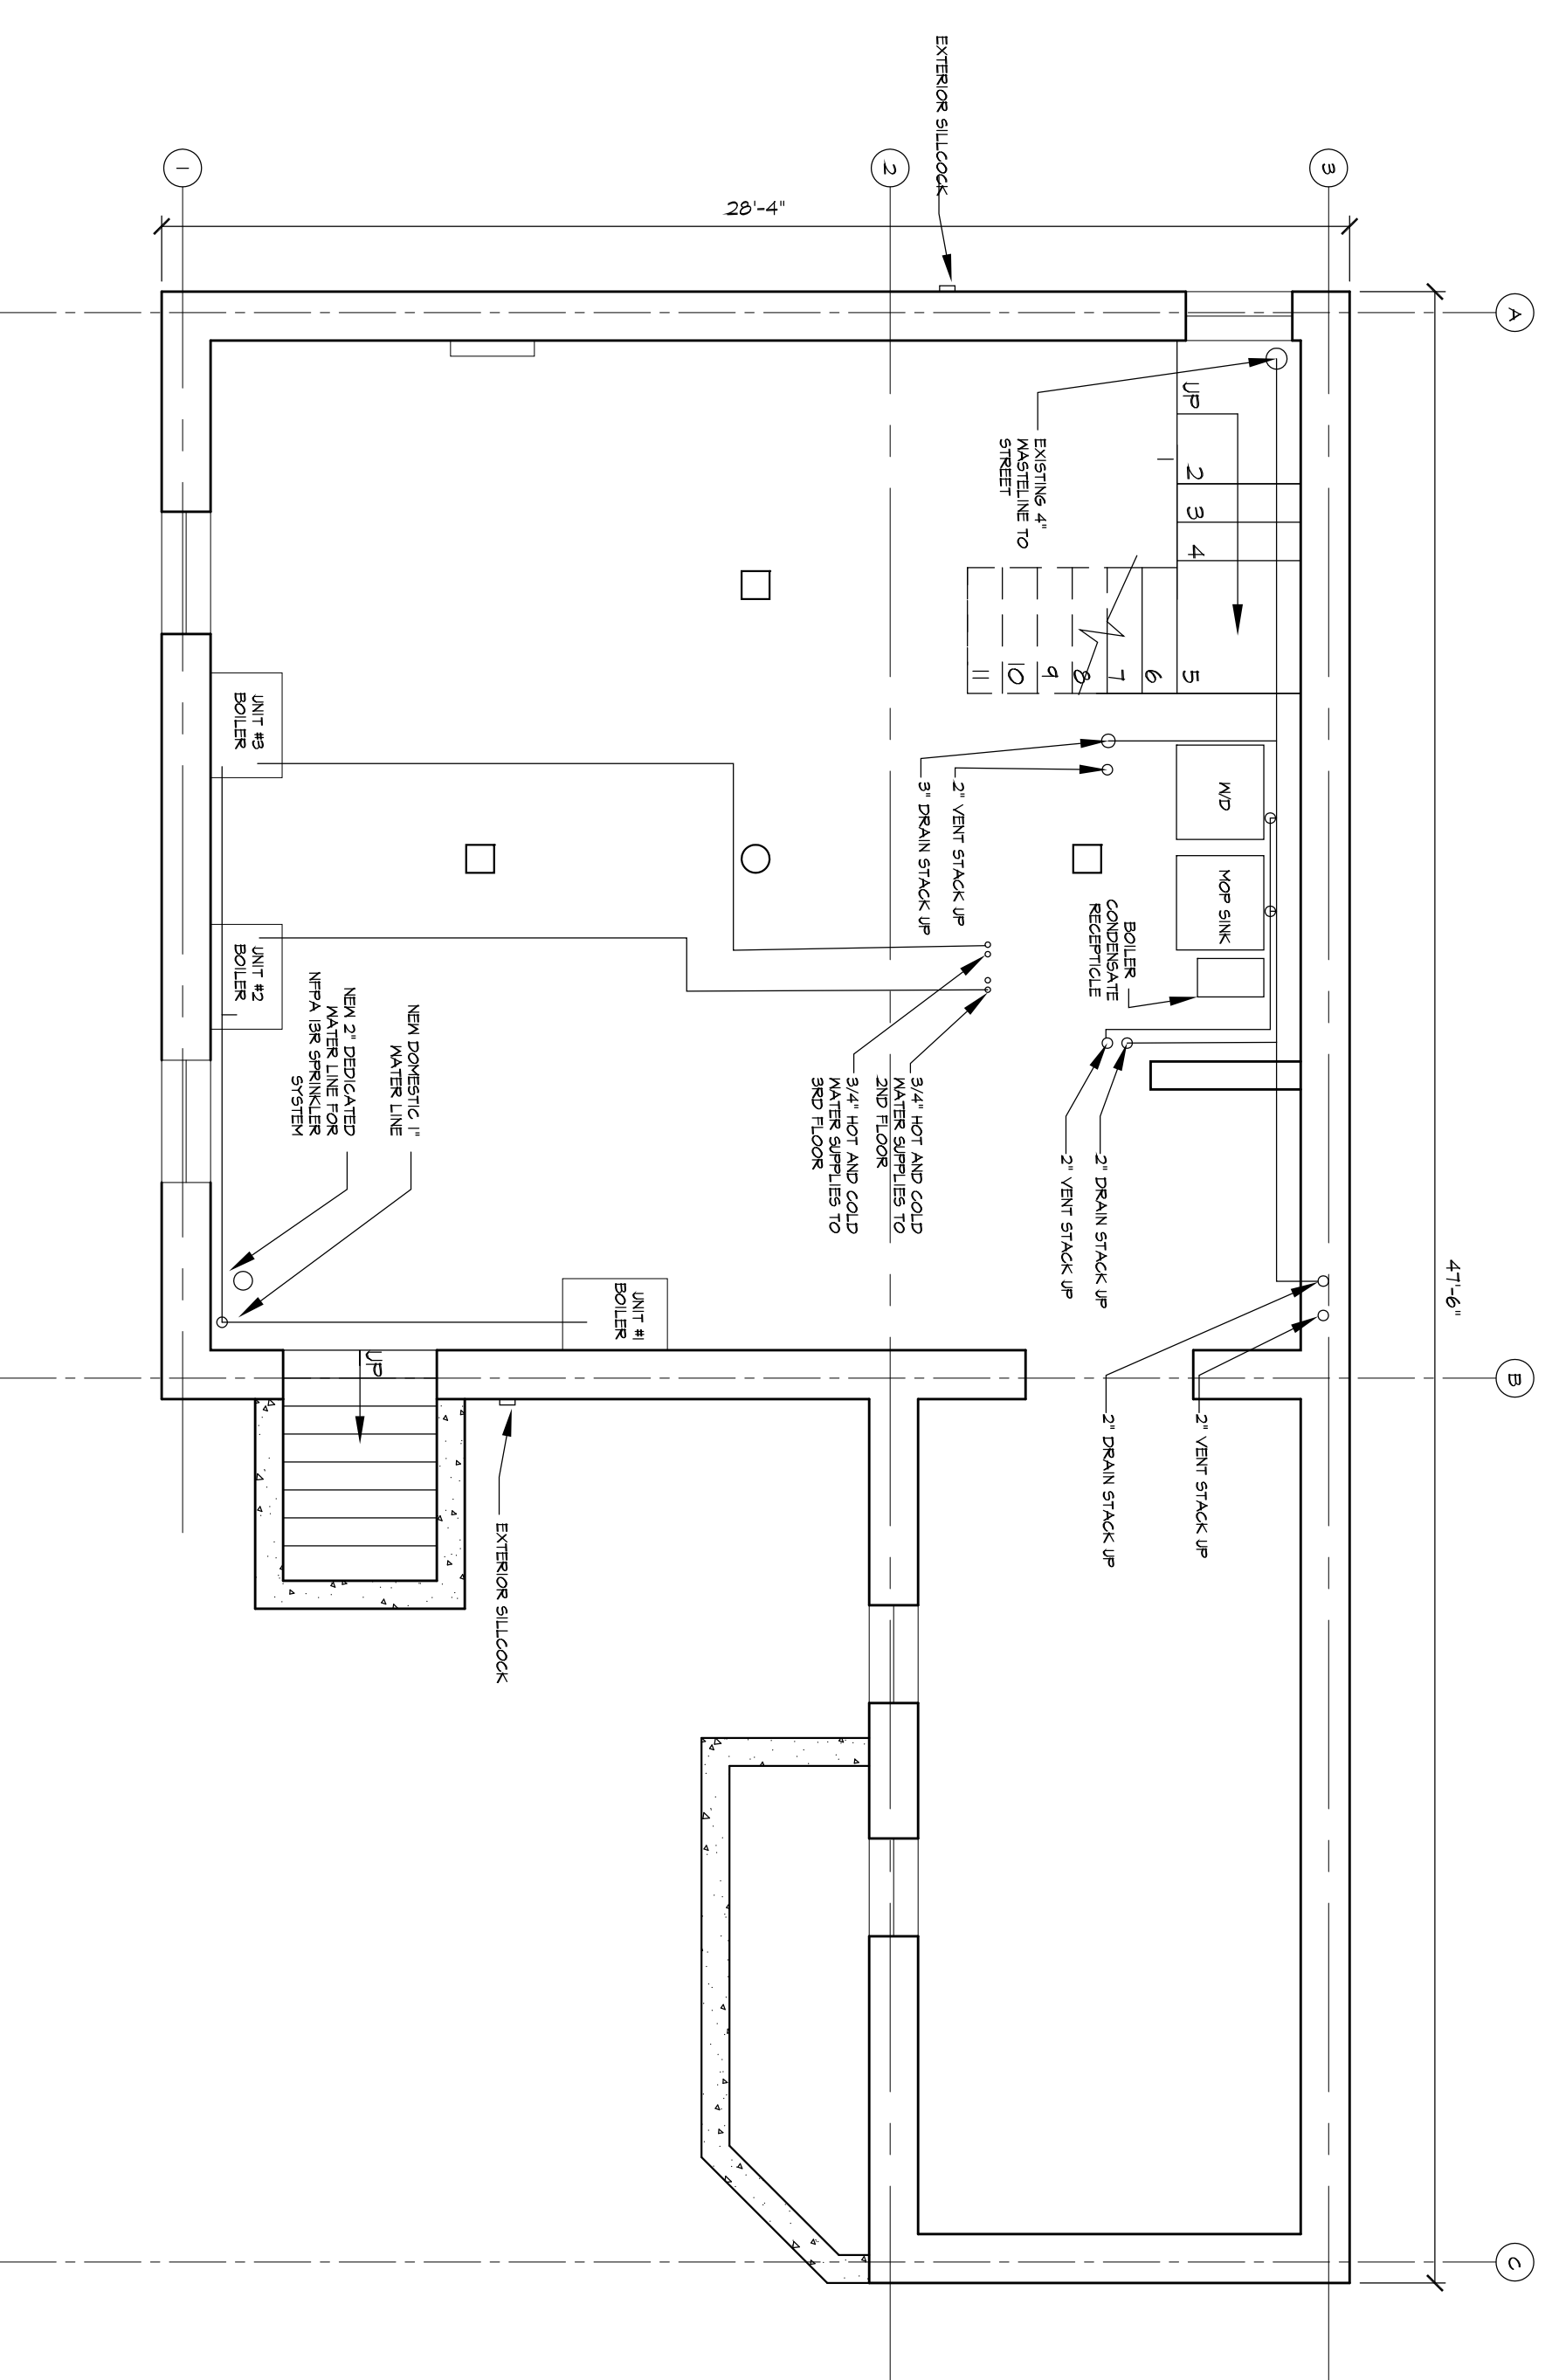 A
B
C
47'-6"
3
2
1
28'-4"
EXTERIOR SILLCOCK
UP
1
2
3
4
5
6
7
8
9
10
11
EXISTING 4"
WASTELINE TO
STREET
W/D
MOP SINK
BOILER
CONDENSATE
RECEPTICLE
2" VENT STACK UP
3" DRAIN STACK UP
2" DRAIN STACK UP
2" VENT STACK UP
2" VENT STACK UP
2" DRAIN STACK UP
3/4" HOT AND COLD
WATER SUPPLIES TO
2ND FLOOR
3/4" HOT AND COLD
WATER SUPPLIES TO
3RD FLOOR
UNIT #3
BOILER
UNIT #2
BOILER
UNIT #1
BOILER
NEW DOMESTIC 1"
WATER LINE
NEW 2" DEDICATED
WATER LINE FOR
NFPA 13R SPRINKLER
SYSTEM
UP
EXTERIOR SILLCOCK